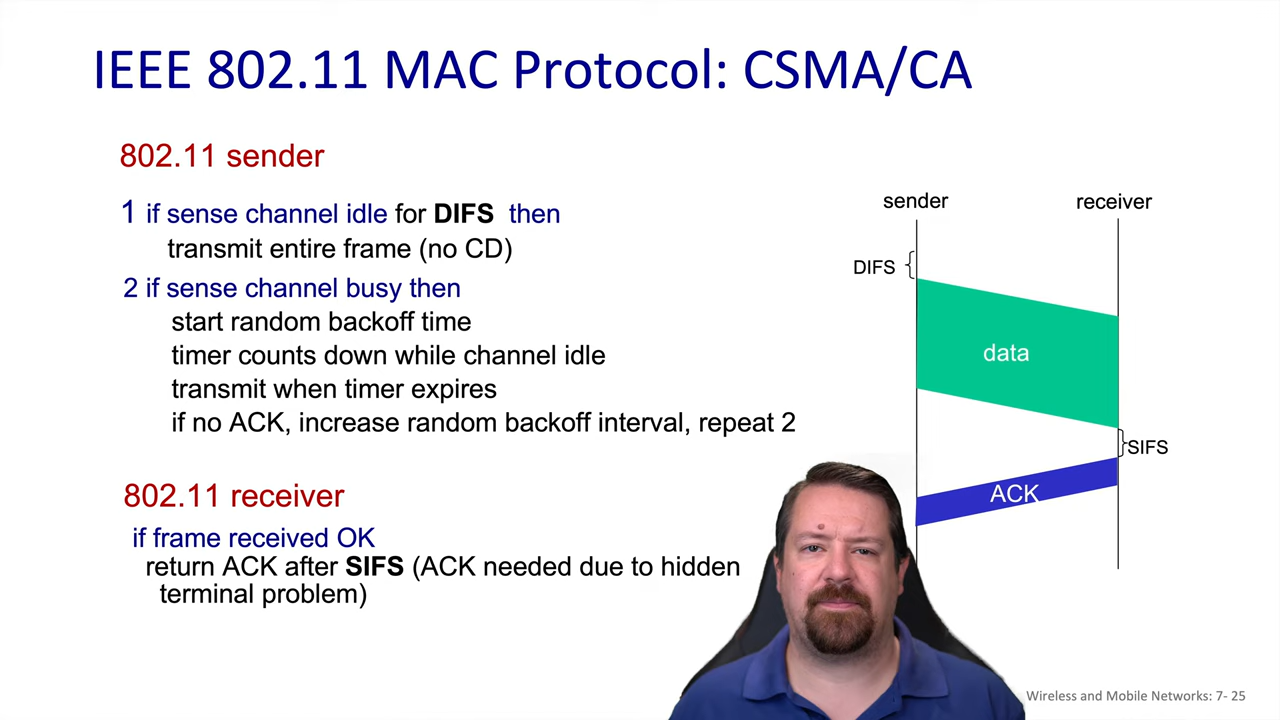 IEEE 802.11 MAC Protocol: CSMA/CA
802.11 sender
1 if sense channel idle for DIFS then
transmit entire frame (no CD)
2 if sense channel busy then
start random backoff time
timer counts down while channel idle
transmit when timer expires
if no ACK, increase random backoff interval, repeat 2
802.11 receiver
if frame received OK
return ACK after SIFS (ACK needed due to hidden
terminal problem)
sender
receiver
DIFS
data
SIFS
ACK
Wireless and Mobile Networks: 7- 25